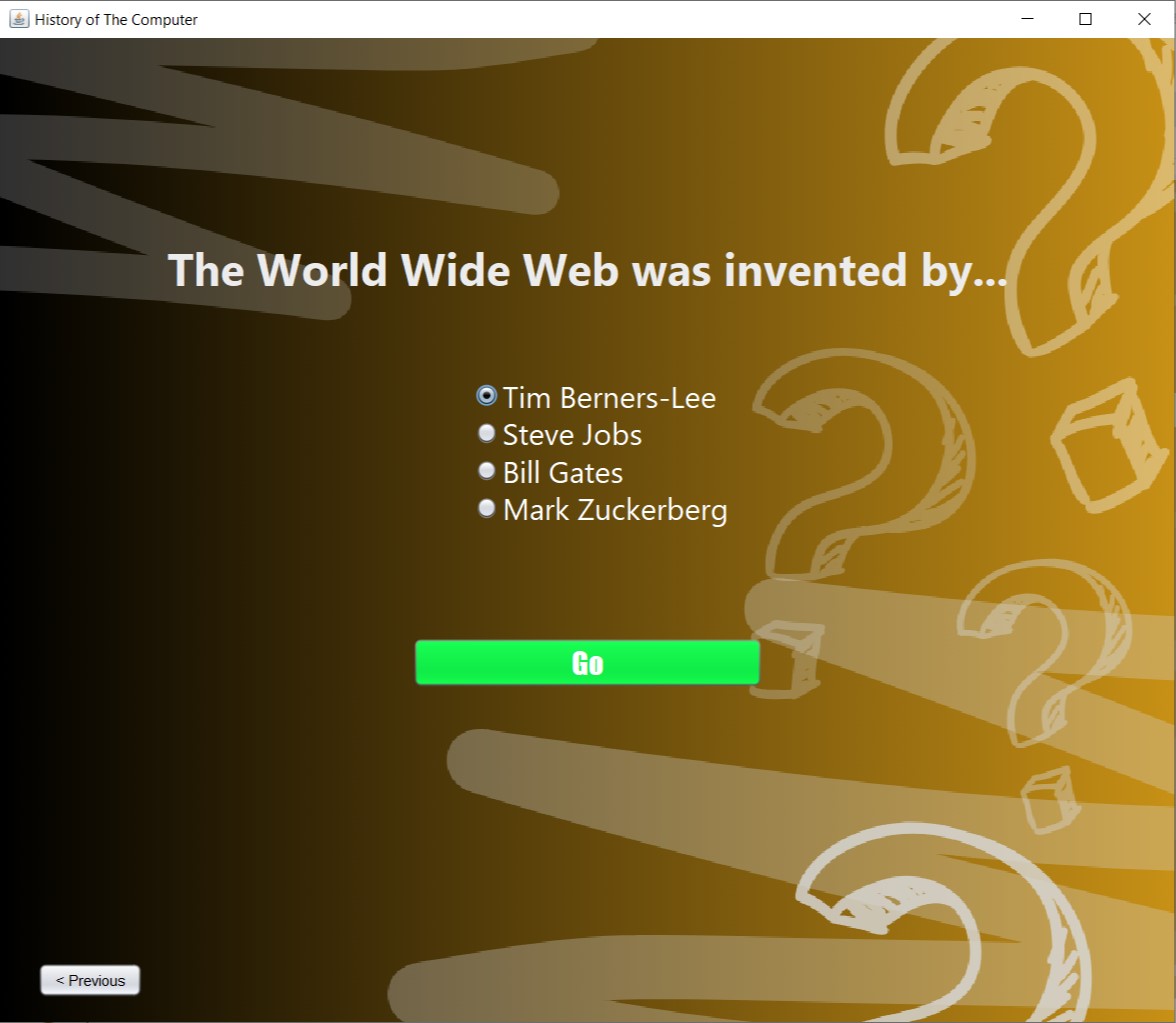 History of The Computer
The World Wide Web was invented by...
Tim Berners-Lee
Steve Jobs
Bill Gates
Mark Zuckerberg
Go
< Previous